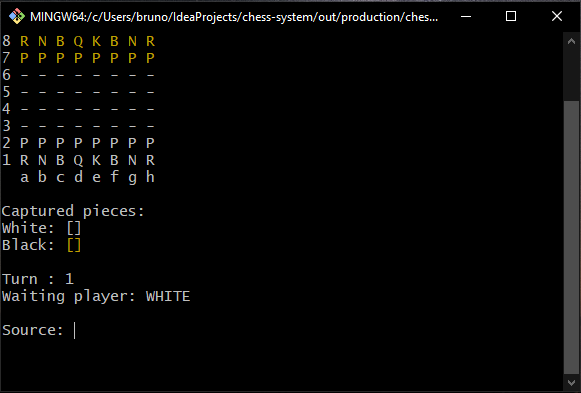 MINGW64:/c/Users/bruno/IdeaProjects/chess-system/out/production/ches...
8 R N B Q K B N R
7 P P P P P P P P
6 - - - - - - - -
5 - - - - - - - -
4 - - - - - - - -
3 - - - - - - - -
2 P P P P P P P P
1 R N B Q K B N R
  a b c d e f g h
Captured pieces:
White: []
Black: []
Turn : 1
Waiting player: WHITE
Source: